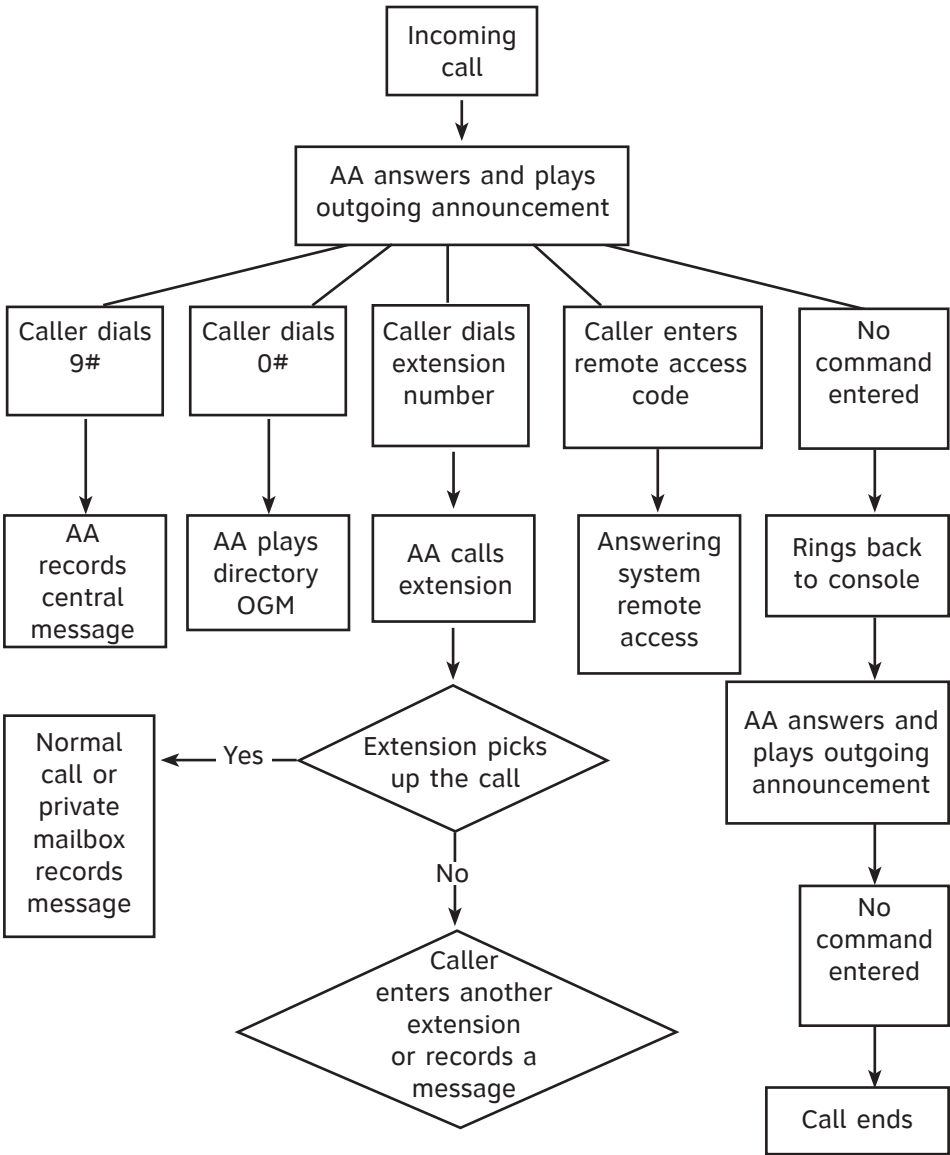 Incoming
call
AA answers and plays
outgoing announcement
Caller dials
9#
Caller dials
0#
Caller dials
extension
number
Caller enters
remote access
code
No
command
entered
AA
records
central
message
AA plays
directory
OGM
AA calls
extension
Answering
system
remote
access
Rings back
to console
Normal
call or
private
mailbox
records
message
Yes
Extension picks
up the call
AA answers and
plays outgoing
announcement
No
Caller
enters another
extension
or records a
message
No
command
entered
Call ends